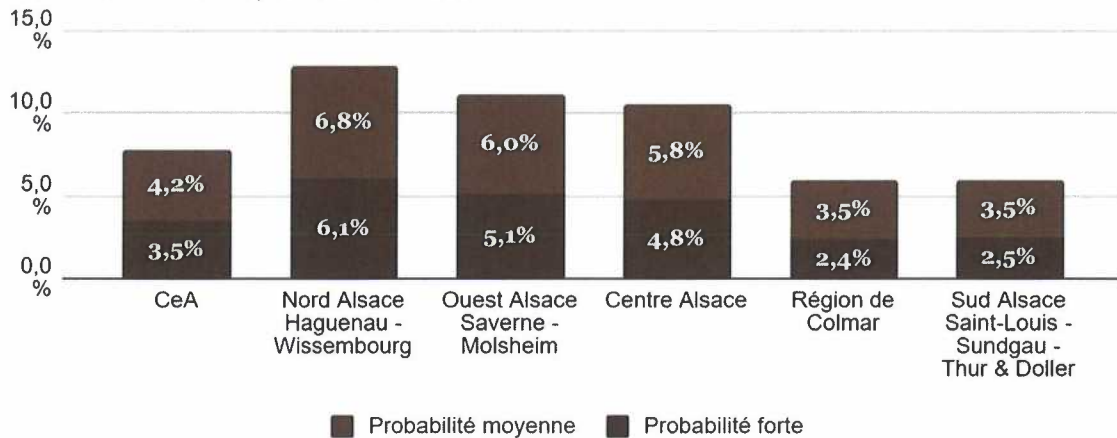 15,0
%
10,0
%
5,0
%
0,0
%
4,2%
3,5%
6,8%
6,1%
6,0%
5,1%
5,8%
4,8%
3,5%
2,4%
3,5%
2,5%
CeA
Nord Alsace
Haguenau -
Wissembourg
Ouest Alsace
Saverne -
Molsheim
Centre Alsace
Région de
Colmar
Sud Alsace
Saint-Louis -
Sundgau -
Thur & Doller
Probabilité moyenne
Probabilité forte